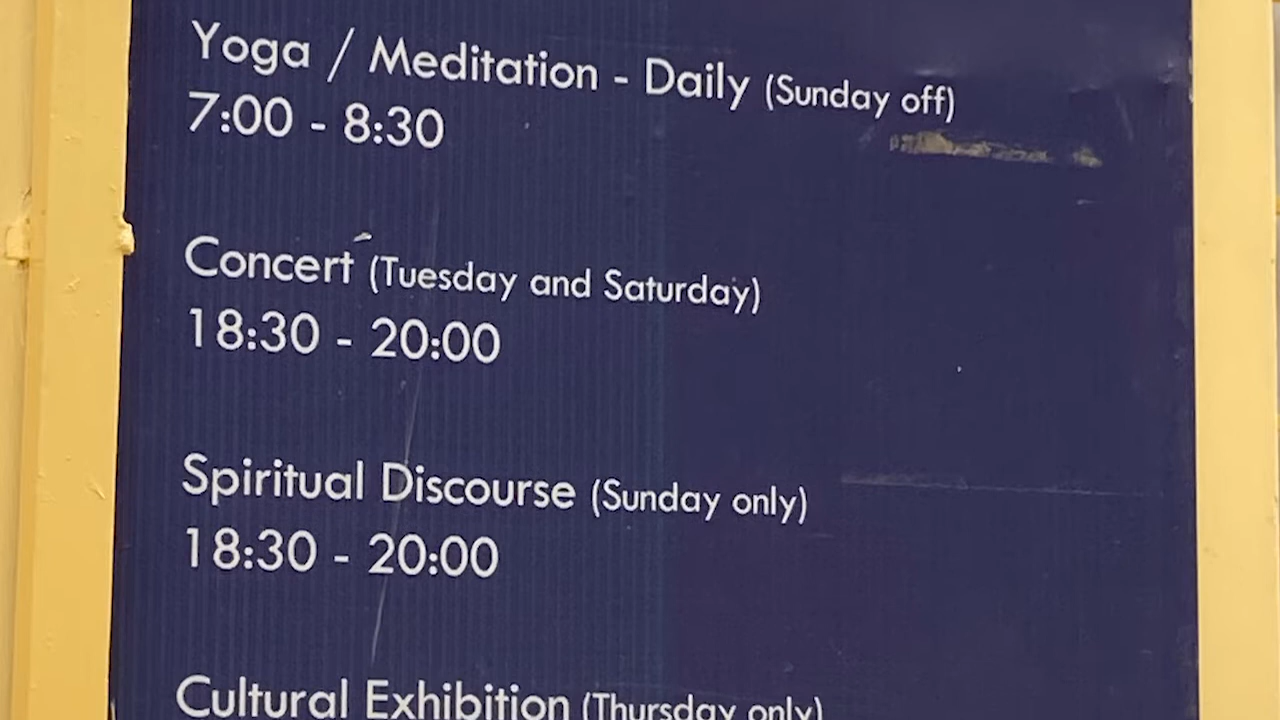 Yoga / Meditation - Daily (Sunday off)
7:00 - 8:30
Concert (Tuesday and Saturday)
18:30 - 20:00
Spiritual Discourse (Sunday only)
18:30 - 20:00
Cultural Exhibition (Thursday only)